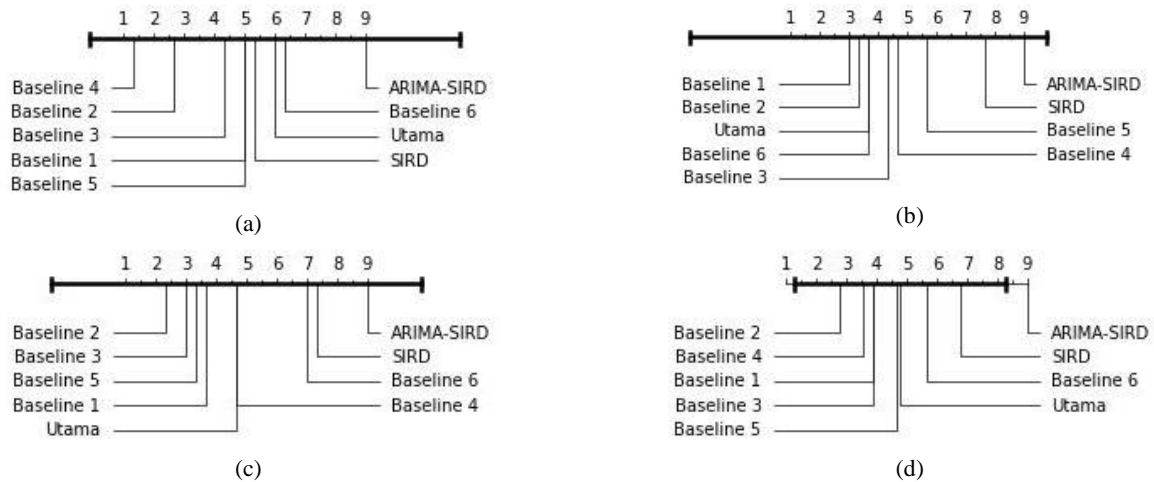 1 2 3 4 5 6 7 8 9
Baseline 4
Baseline 2
Baseline 3
Baseline 1
Baseline 5
ARIMA-SIRD
Baseline 6
Utama
SIRD
(a)
1 2 3 4 5 6 7 8 9
Baseline 1
Baseline 2
Utama
Baseline 6
Baseline 3
ARIMA-SIRD
SIRD
Baseline 5
Baseline 4
(b)
1 2 3 4 5 6 7 8 9
Baseline 2
Baseline 3
Baseline 5
Baseline 1
Utama
ARIMA-SIRD
SIRD
Baseline 6
Baseline 4
(c)
1 2 3 4 5 6 7 8 9
Baseline 2
Baseline 4
Baseline 1
Baseline 3
Baseline 5
ARIMA-SIRD
SIRD
Baseline 6
Utama
(d)